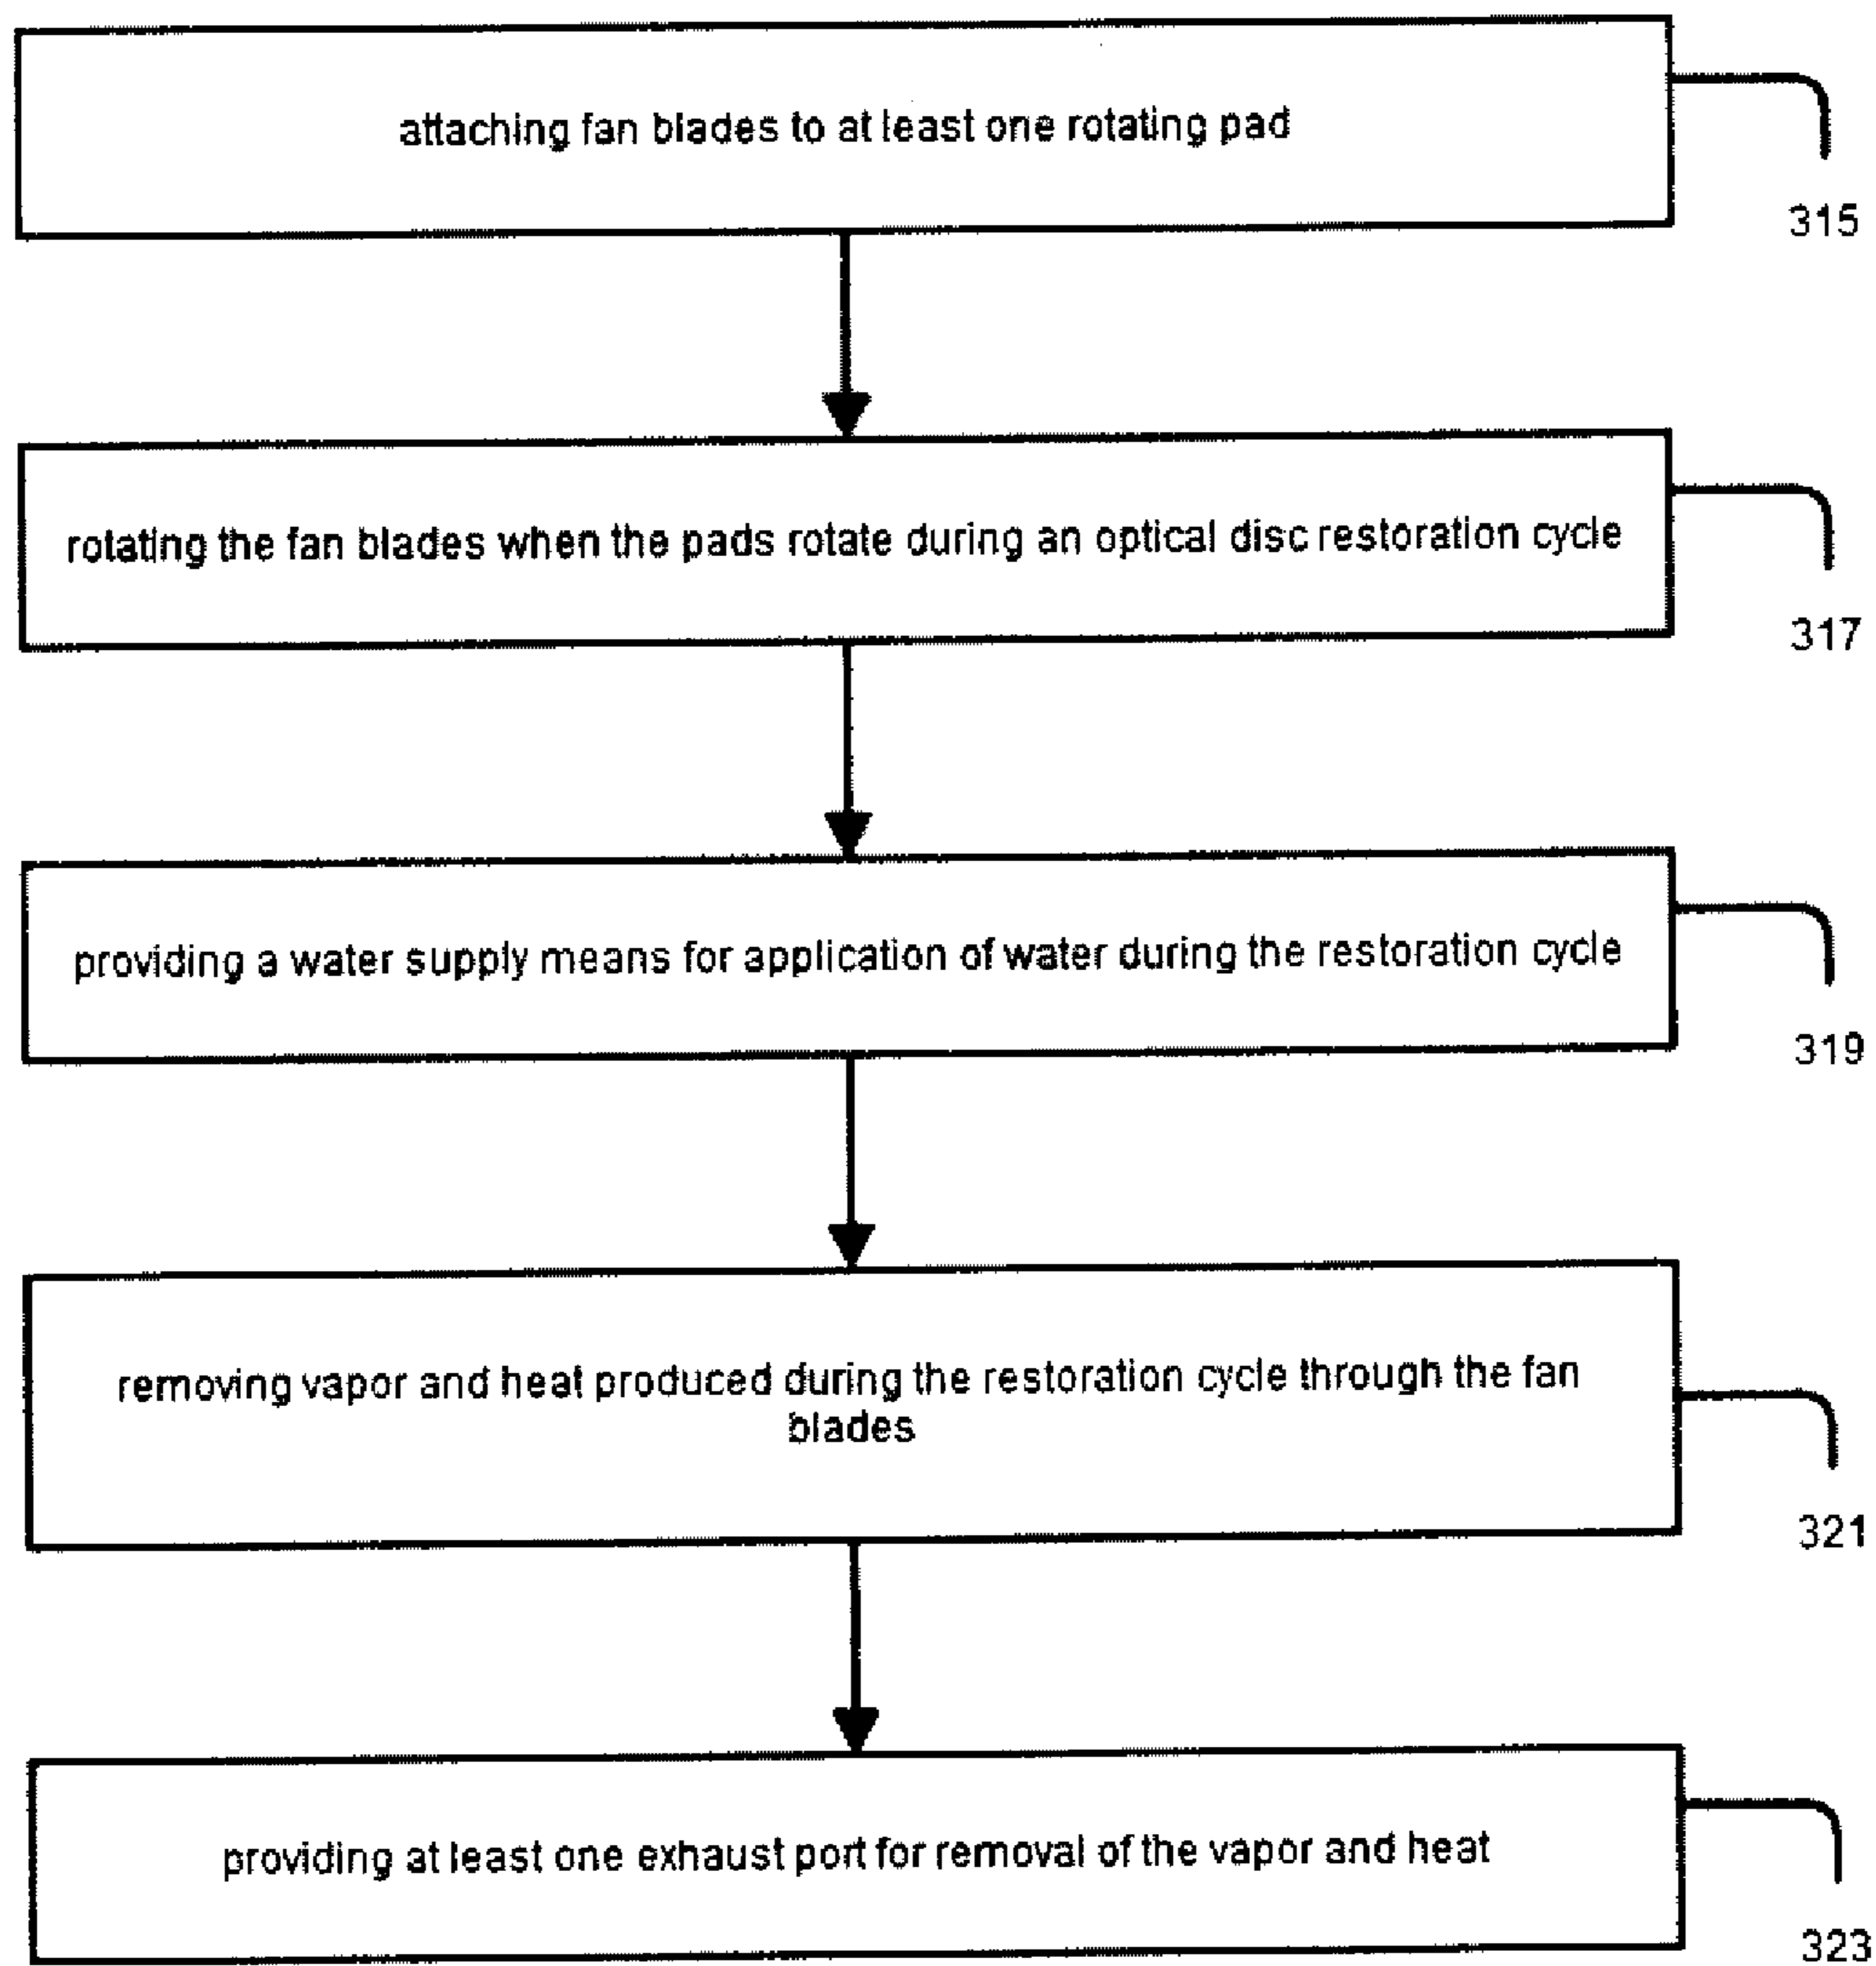 attaching fan blades to at least one rotating pad
315
rotating the fan blades when the pads rotate during an optical disc restoration cycle
317
providing a water supply means for application of water during the restoration cycle
319
removing vapor and heat produced during the restoration cycle through the fan
blades
321
providing at least one exhaust port for removal of the vapor and heat
323